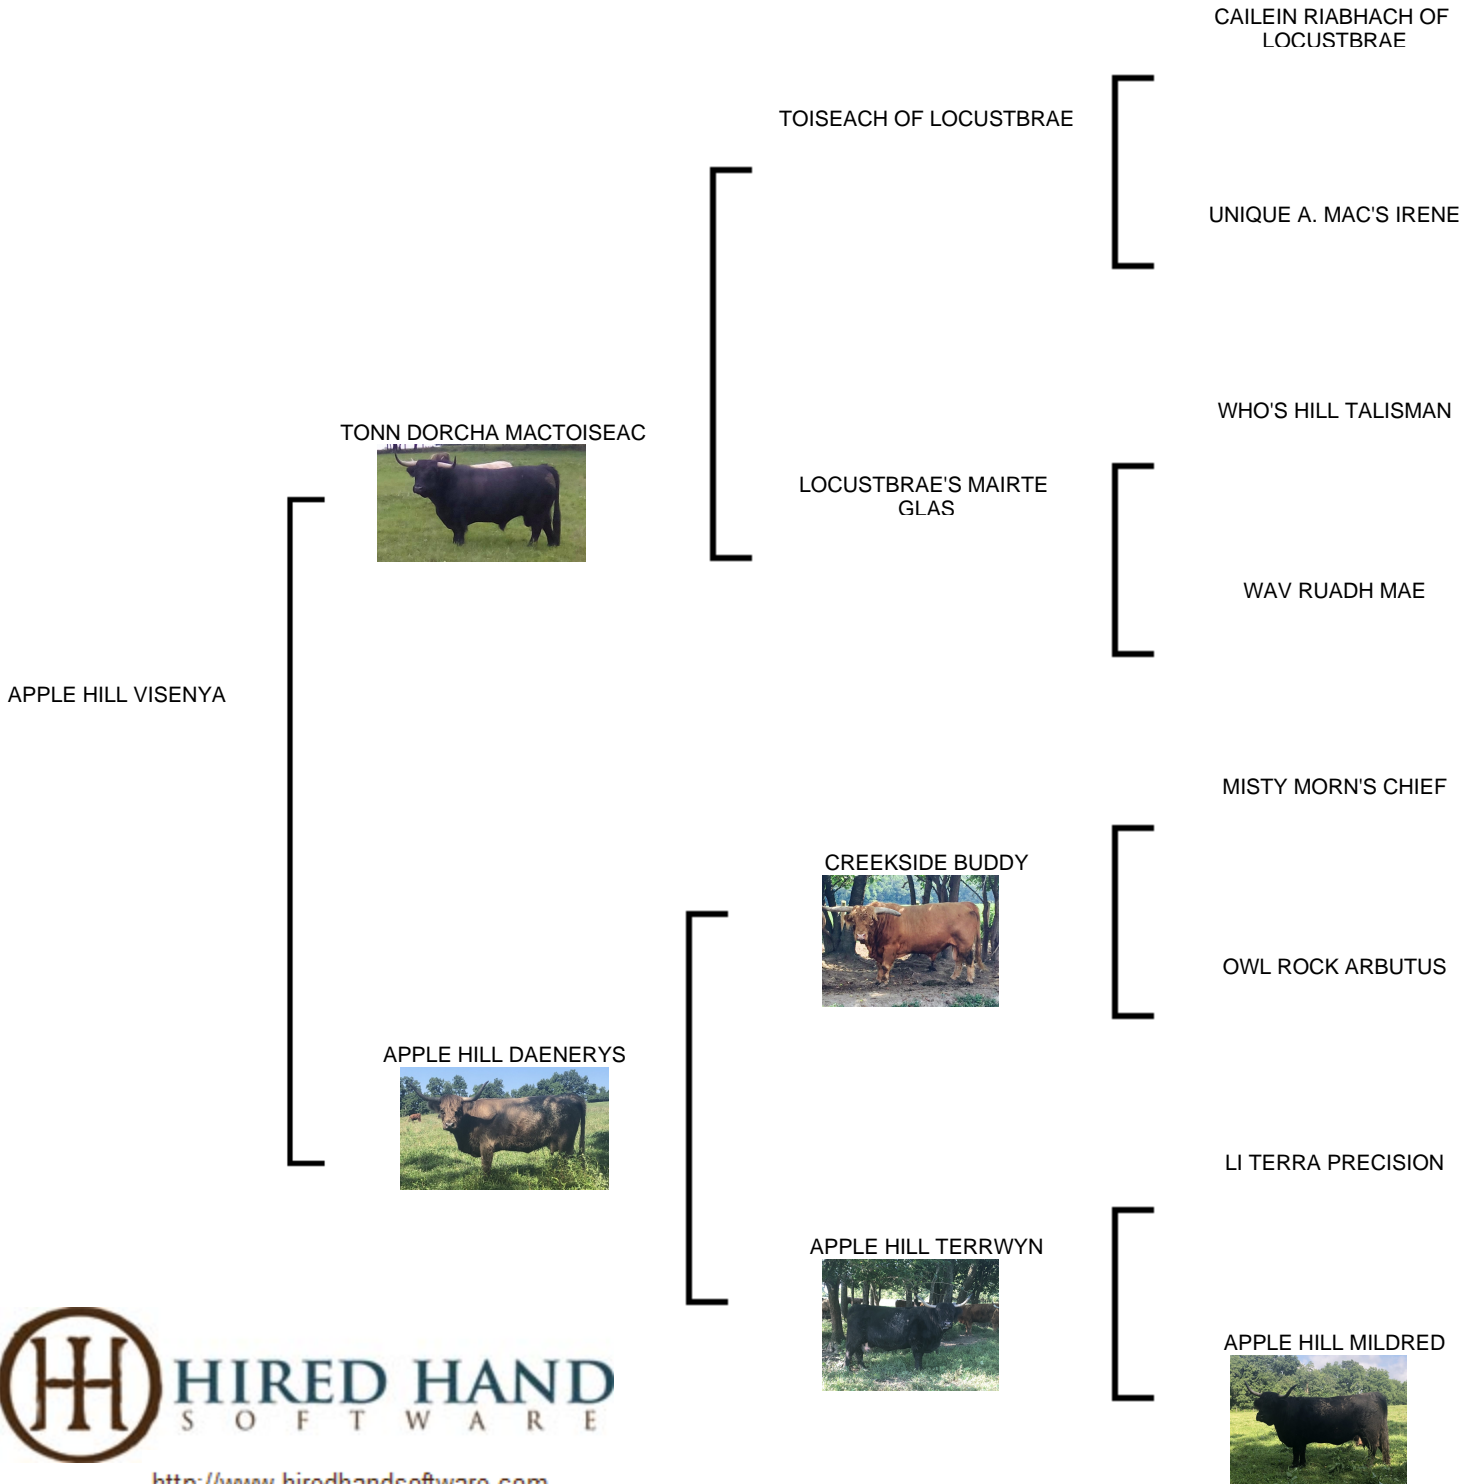 CAILEIN RIABHACH OF
LOCUSTBRAE
TOISEACH OF LOCUSTBRAE
UNIQUE A. MAC'S IRENE
WHO'S HILL TALISMAN
TONN DORCHA MACTOISEAC
LOCUSTBRAE'S MAIRTE
GLAS
WAV RUADH MAE
APPLE HILL VISENYA
MISTY MORN'S CHIEF
CREEKSIDE BUDDY
OWL ROCK ARBUTUS
APPLE HILL DAENERYS
LI TERRA PRECISION
APPLE HILL TERRWYN
APPLE HILL MILDRED
HIRED HAND
SOFTWARE
http://www.hiredhandsoftware.com